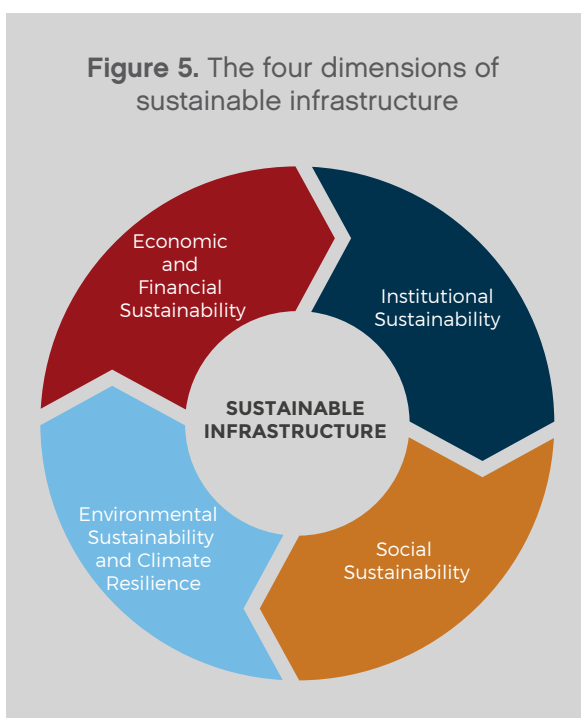 Figure 5. The four dimensions of
sustainable infrastructure
Economic
and
Financial
Sustainability
Institutional
Sustainability
SUSTAINABLE
INFRASTRUCTURE
Environmental
Sustainability
and Climate
Resilience
Social
Sustainability